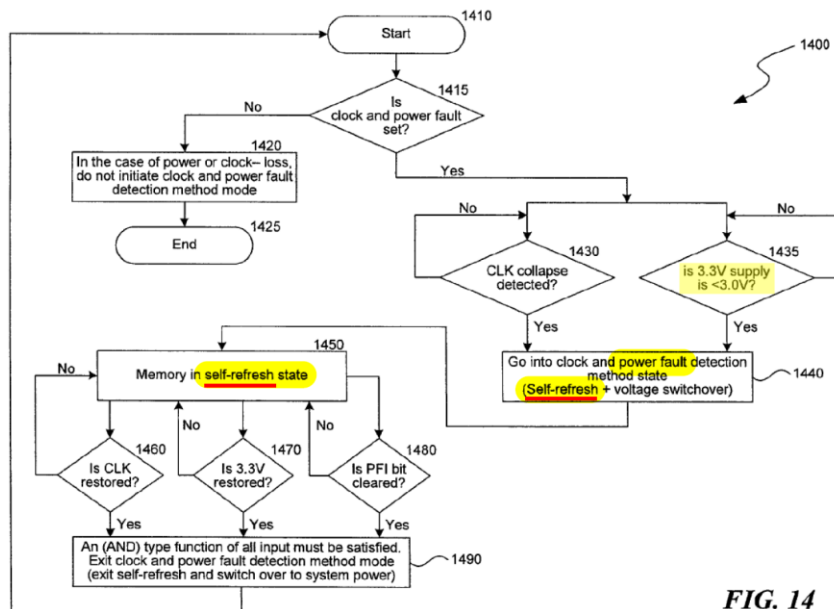 1410
Start
1400
1415
Is
clock and power fault
set?
No
Yes
1420
In the case of power or clock– loss,
do not initiate clock and power fault
detection method mode
1425
End
No
No
1430
CLK collapse
detected?
1435
is 3.3V supply
is <3.0V?
Yes
Yes
1450
Memory in self-refresh state
Go into clock and power fault detection
method state
(Self-refresh + voltage switchover)
1440
No
No
No
1460
Is CLK
restored?
1470
Is 3.3V
restored?
1480
Is PFI bit
cleared?
Yes
Yes
Yes
An (AND) type function of all input must be satisfied.
Exit clock and power fault detection method mode
(exit self-refresh and switch over to system power)
1490
FIG. 14